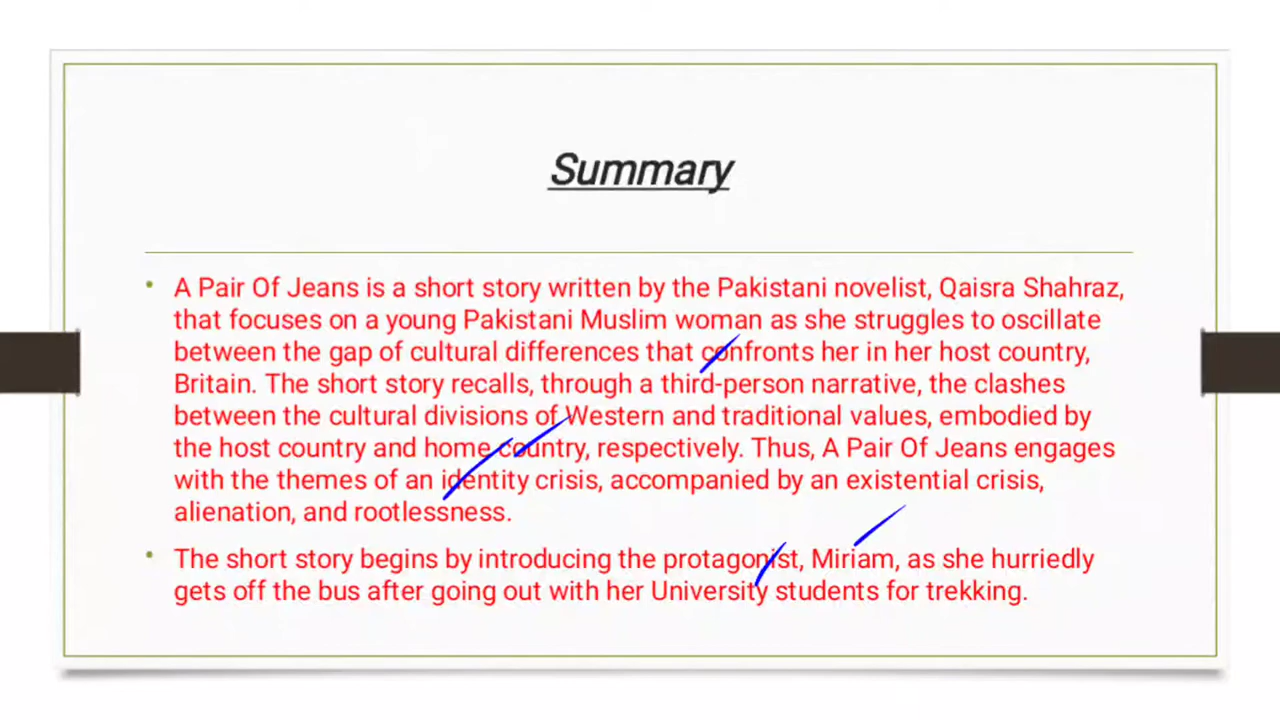 Summary
• A Pair Of Jeans is a short story written by the Pakistani novelist, Qaisra Shahraz,
that focuses on a young Pakistani Muslim woman as she struggles to oscillate
between the gap of cultural differences that confronts her in her host country,
Britain. The short story recalls, through a third-person narrative, the clashes
between the cultural divisions of Western and traditional values, embodied by
the host country and home country, respectively. Thus, A Pair Of Jeans engages
with the themes of an identity crisis, accompanied by an existential crisis,
alienation, and rootlessness.
• The short story begins by introducing the protagonist, Miriam, as she hurriedly
gets off the bus after going out with her University students for trekking.